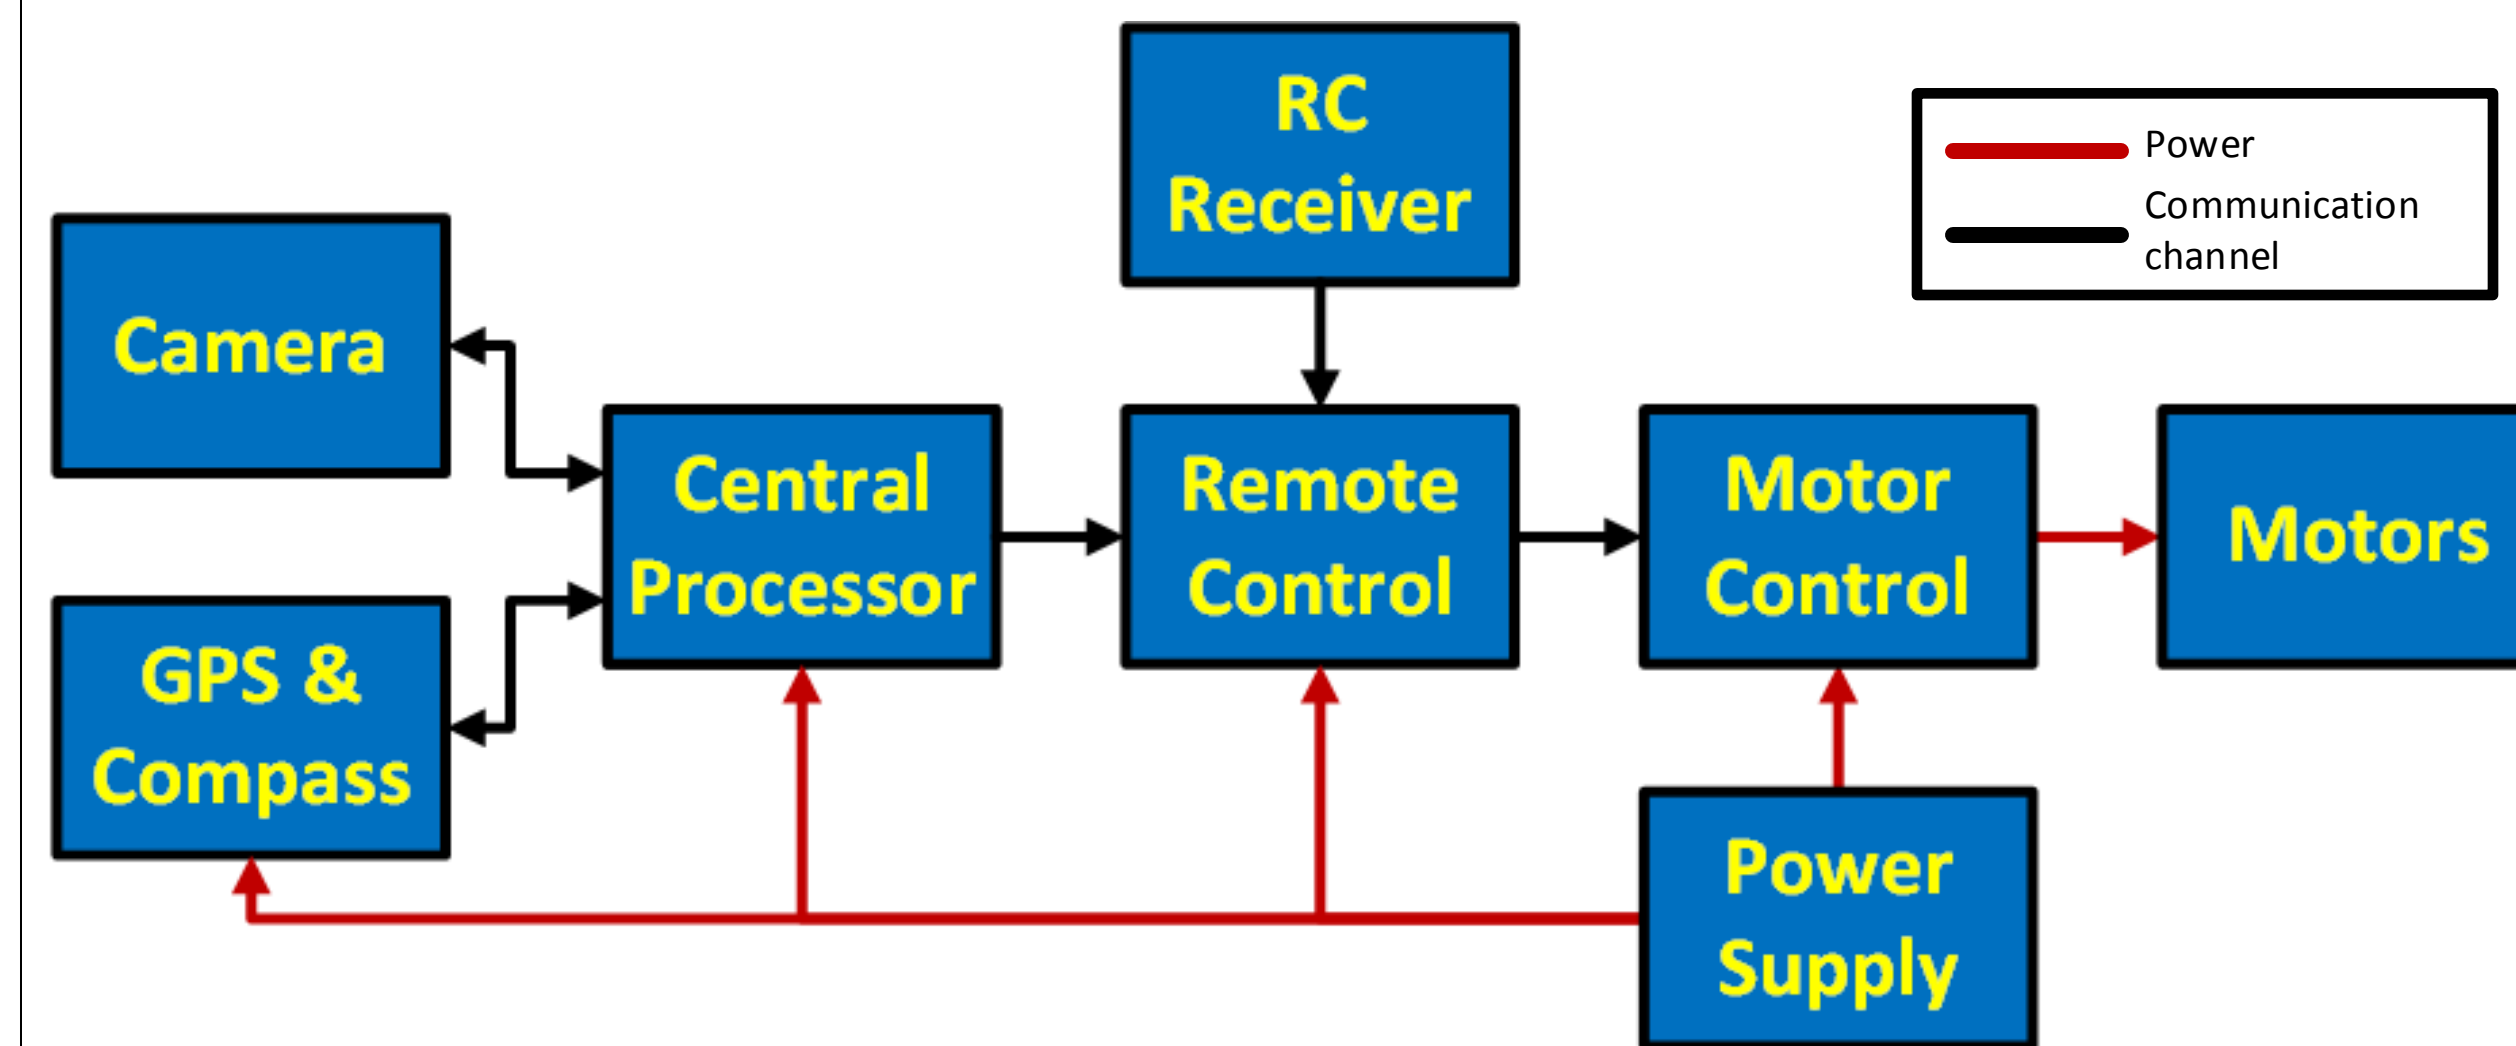 RC
Receiver
Power
Communication
channel
Camera
Central
Processor
Remote
Control
Motor
Control
Motors
GPS &
Compass
Power
Supply